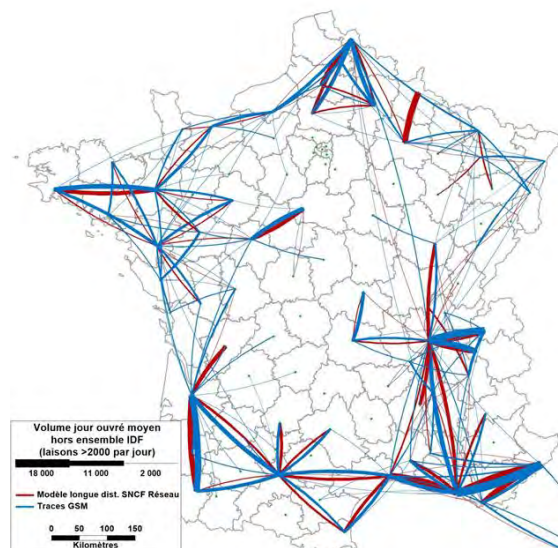 Volume jour ouvré moyen
hors ensemble IDF
(laisons >2000 par jour)
18 000 11 000 2 000
Modèle longue dist. SNCF Réseau
Traces GSM
0 50 100 150
Kilomètres